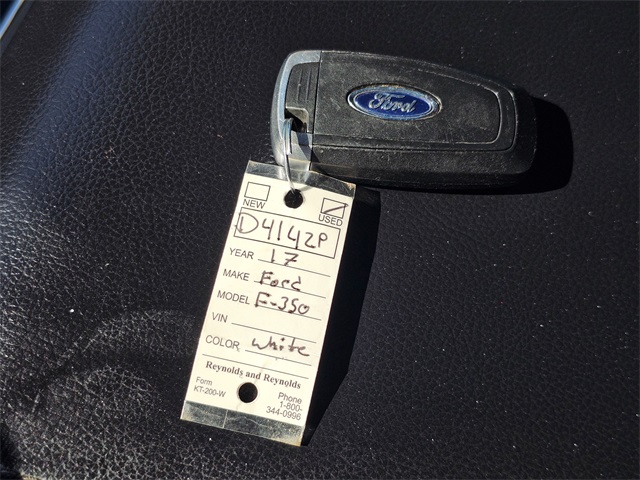 Ford
NEW USED
D4142P
YEAR 17
MAKE Ford
MODEL F-350
VIN
COLOR white
Reynolds and Reynolds
Form
KT-200-W
Phone
1-800-
344-0996